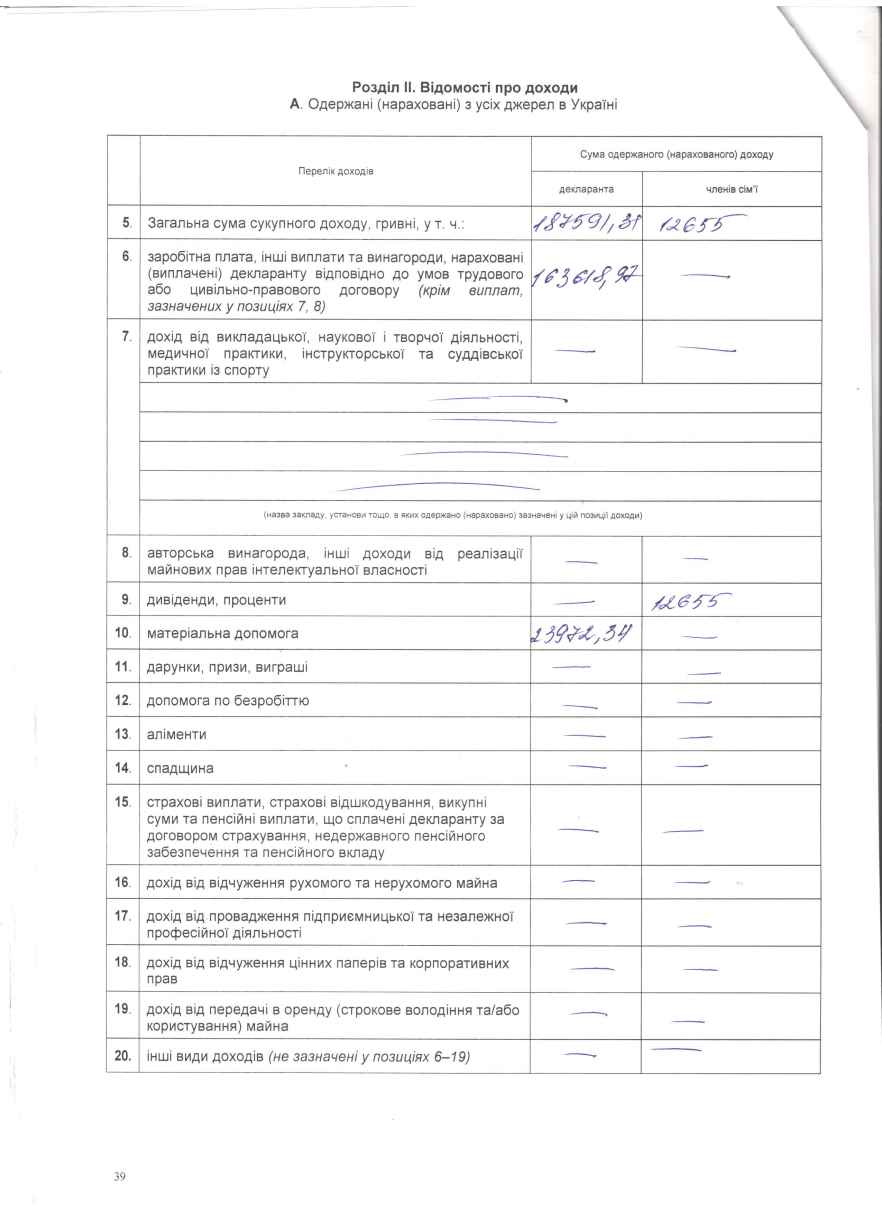 Розділ II. Відомості про доходи
А. Одержані (нараховані) з усіх джерел в Україні
Перелік доходів
Сума одержаного (нарахованого) доходу
декларанта
членів сім'ї
5. Загальна сума сукупного доходу, гривні, у т. ч.: 187591,31 12655
6. заробітна плата, інші виплати та винагороди, нараховані
(виплачені) декларанту відповідно до умов трудового
або цивільно-правового договору (крім виплат,
зазначених у позиціях 7, 8)
163618,97 —
7. дохід від викладацької, наукової і творчої діяльності,
медичної практики, інструкторської та суддівської
практики із спорту
— —
—
—
—
—
(назва закладу, установи тощо, в яких одержано (нараховано) зазначені у цій позиції доходи)
8. авторська винагорода, інші доходи від реалізації
майнових прав інтелектуальної власності
— —
9. дивіденди, проценти — 12655
10. матеріальна допомога 23972,34 —
11. дарунки, призи, виграші — —
12. допомога по безробіттю — —
13. аліменти — —
14. спадщина — —
15. страхові виплати, страхові відшкодування, викупні
суми та пенсійні виплати, що сплачені декларанту за
договором страхування, недержавного пенсійного
забезпечення та пенсійного вкладу
— —
16. дохід від відчуження рухомого та нерухомого майна — —
17. дохід від провадження підприємницької та незалежної
професійної діяльності
— —
18. дохід від відчуження цінних паперів та корпоративних
прав
— —
19. дохід від передачі в оренду (строкове володіння та/або
користування) майна
— —
20. інші види доходів (не зазначені у позиціях 6–19) — —
39